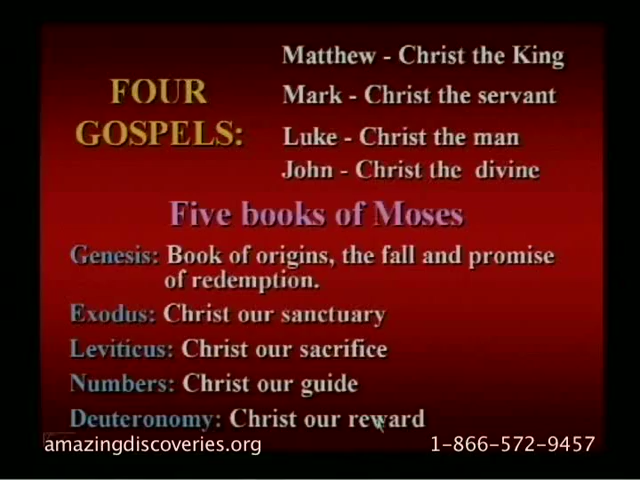 FOUR
GOSPELS:
Matthew - Christ the King
Mark - Christ the servant
Luke - Christ the man
John - Christ the divine
Five books of Moses
Genesis: Book of origins, the fall and promise
of redemption.
Exodus: Christ our sanctuary
Leviticus: Christ our sacrifice
Numbers: Christ our guide
Deuteronomy: Christ our reward
amazingdiscoveries.org 1-866-572-9457